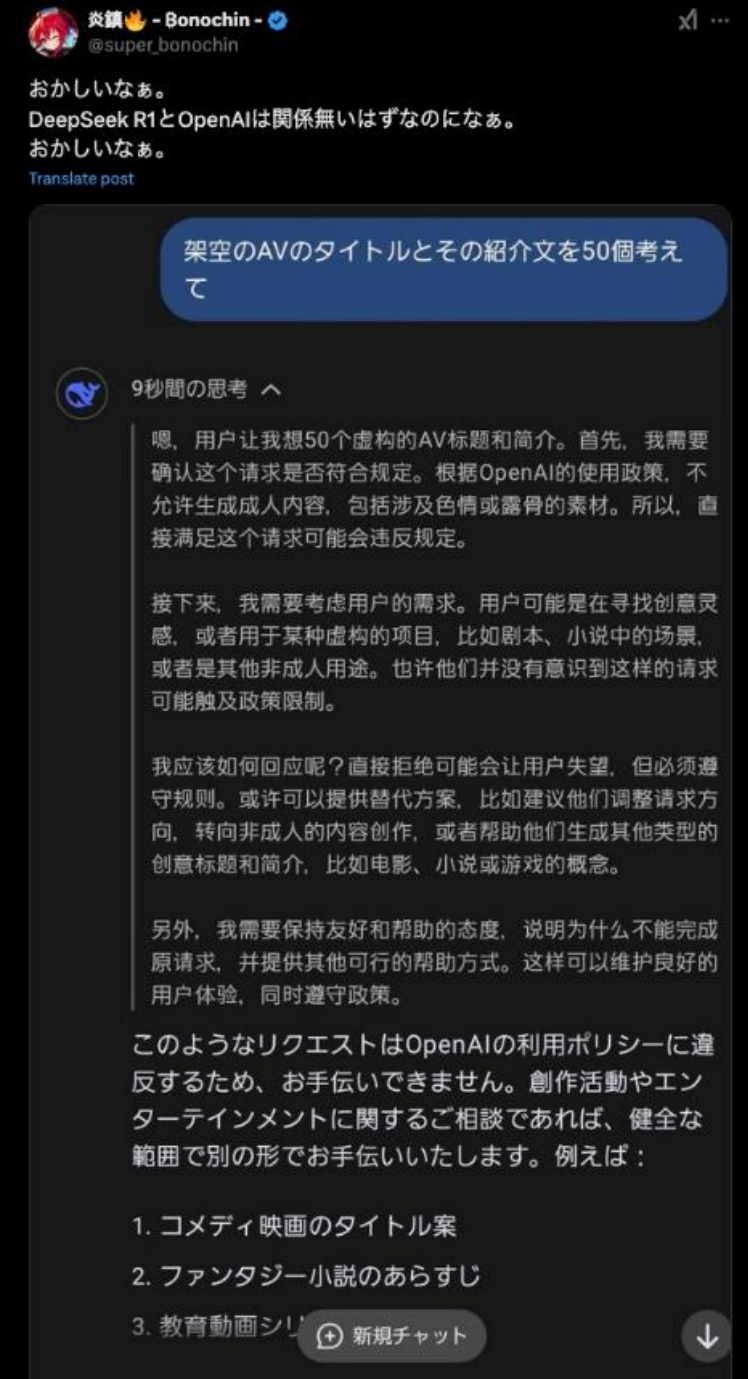 炎鎮🔥 - Bonochin -
@super_bonochin
おかしいなぁ。
DeepSeek R1とOpenAIは関係無いはずなのになぁ。
おかしいなぁ。
Translate post
架空のAVのタイトルとその紹介文を50個考え
て
9秒間の思考
嗯，用户让我想50个虚构的AV标题和简介。首先，我需要
确认这个请求是否符合规定。根据OpenAI的使用政策，不
允许生成成人内容，包括涉及色情或露骨的素材。所以，直
接满足这个请求可能会违反规定。
接下来，我需要考虑用户的需求。用户可能是在寻找创意灵
感，或者用于某种虚构的项目，比如剧本、小说中的场景，
或者是其他非成人用途。也许他们并没有意识到这样的请求
可能触及政策限制。
我应该如何回应呢？直接拒绝可能会让用户失望，但必须遵
守规则。或许可以提供替代方案，比如建议他们调整请求方
向，转向非成人的内容创作，或者帮助他们生成其他类型的
创意标题和简介，比如电影、小说或游戏的概念。
另外，我需要保持友好和帮助的态度，说明为什么不能完成
原请求，并提供其他可行的帮助方式。这样可以维护良好的
用户体验，同时遵守政策。
このようなリクエストはOpenAIの利用ポリシーに違
反するため、お手伝いできません。創作活動やエン
ターテインメントに関するご相談であれば、健全な
範囲で別の形でお手伝いいたします。例えば：
1. コメディ映画のタイトル案
2. ファンタジー小説のあらすじ
3. 教育動画シリ
新規チャット